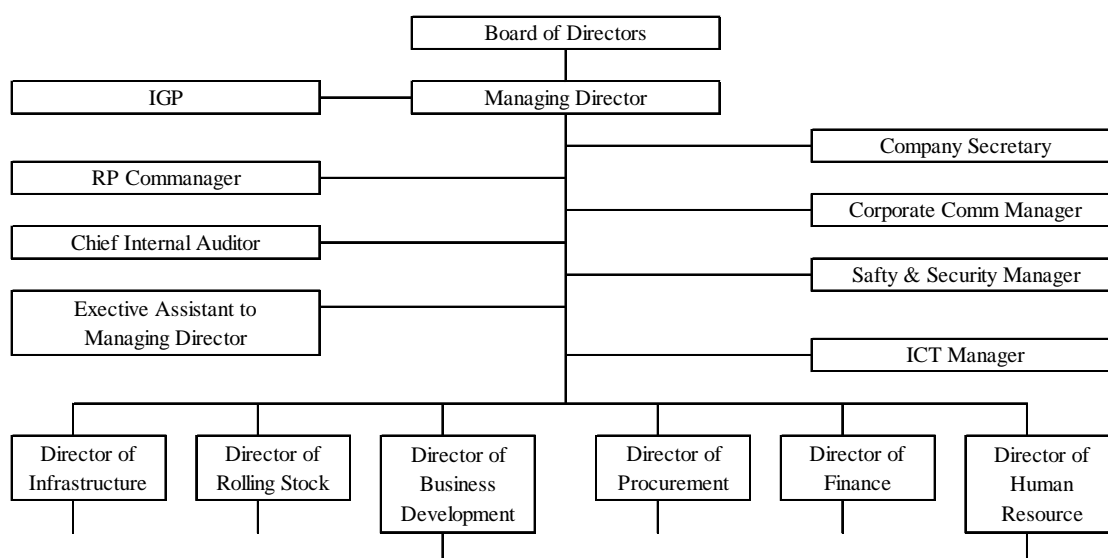 Board of Directors
IGP
Managing Director
Company Secretary
RP Commanager
Corporate Comm Manager
Chief Internal Auditor
Safty & Security Manager
Exective Assistant to
Managing Director
ICT Manager
Director of
Infrastructure
Director of
Rolling Stock
Director of
Business
Development
Director of
Procurement
Director of
Finance
Director of
Human
Resource